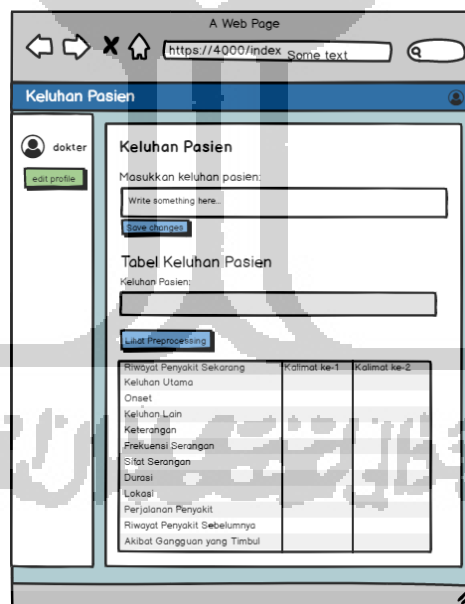 A Web Page
https://4000/index Some text
Keluhan Pasien
dokter
edit profile
Keluhan Pasien
Masukkan keluhan pasien:
Write something here...
Save changes
Tabel Keluhan Pasien
Keluhan Pasien:
Lihat Preprocessing
Riwayat Penyakit Sekarang Kalimat ke-1 Kalimat ke-2
Keluhan Utama
Onset
Keluhan Lain
Keterangan
Frekuensi Serangan
Sifat Serangan
Durasi
Lokasi
Perjalanan Penyakit
Riwayat Penyakit Sebelumnya
Akibat Gangguan yang Timbul